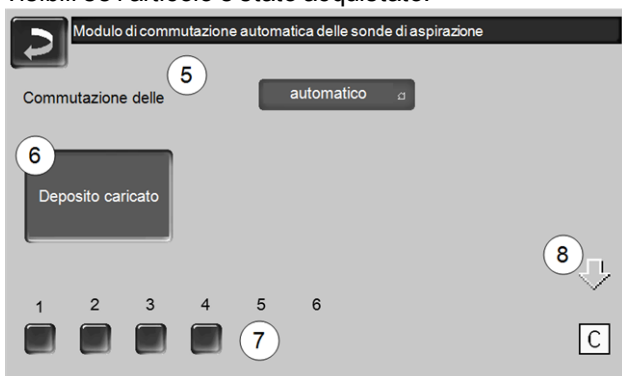 Modulo di commutazione automatica delle sonde di aspirazione
5
Commutazione delle
automatico
6
Deposito caricato
8
1 2 3 4 5 6
7
C